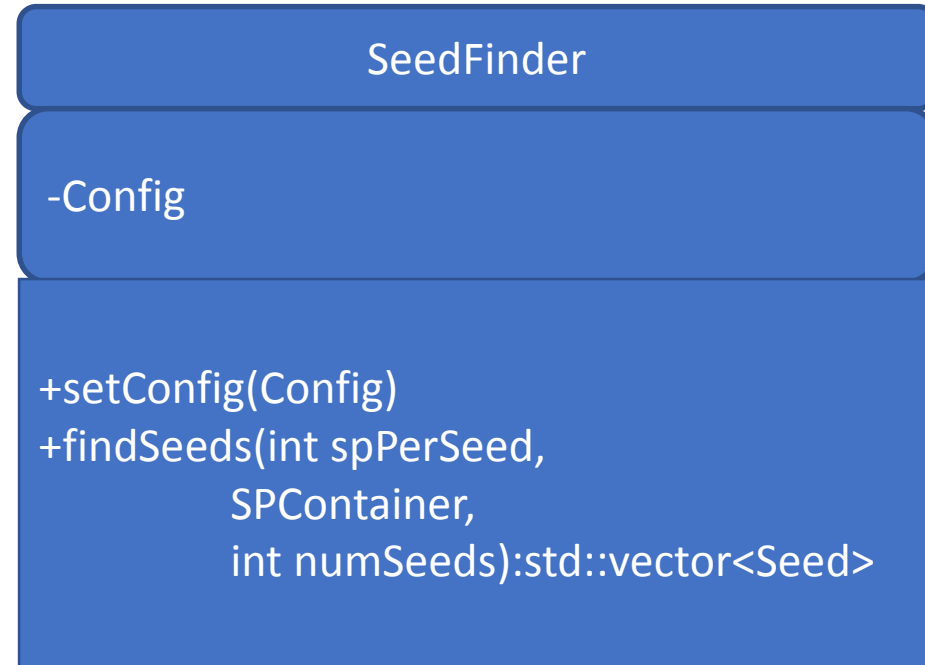 SeedFinder
-Config
+setConfig(Config)
+findSeeds(int spPerSeed,
SPContainer,
int numSeeds):std::vector<Seed>